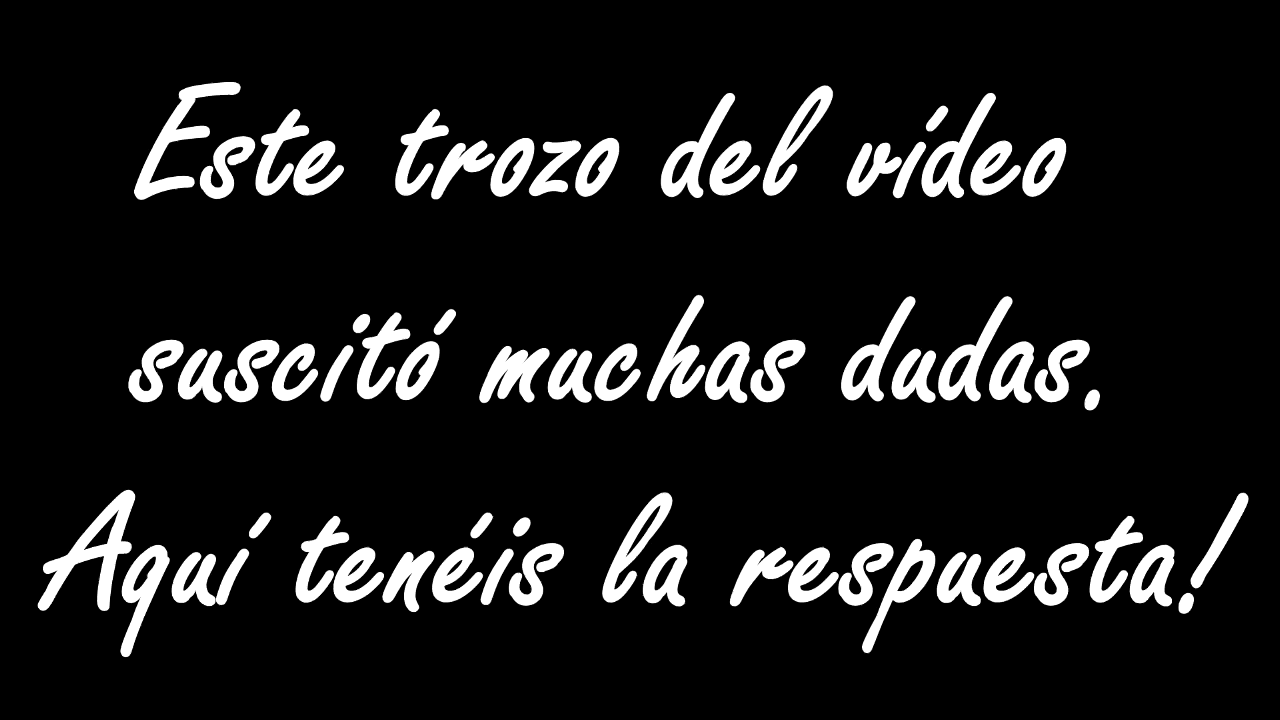 Este trozo del vídeo
suscitó muchas dudas.
Aquí tenéis la respuesta!